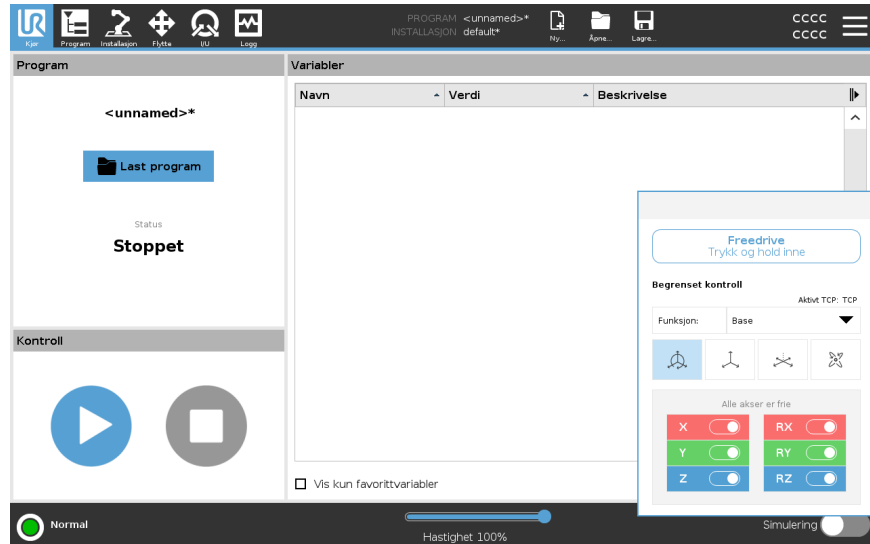 UR
Kjør
Program
Installasjon
Flytte
I/U
Logg
PROGRAM <unnamed>*
INSTALLASJON default*
Ny...
Åpne...
Lagre...
cccc
cccc
Program
<unnamed>*
Last program
Status
Stoppet
Kontroll
Variabler
Navn Verdi Beskrivelse
Vis kun favorittvariabler
Freedrive
Trykk og hold inne
Begrenset kontroll
Aktivt TCP: TCP
Funksjon: Base
Alle akser er frie
X RX
Y RY
Z RZ
Normal
Hastighet 100%
Simulering